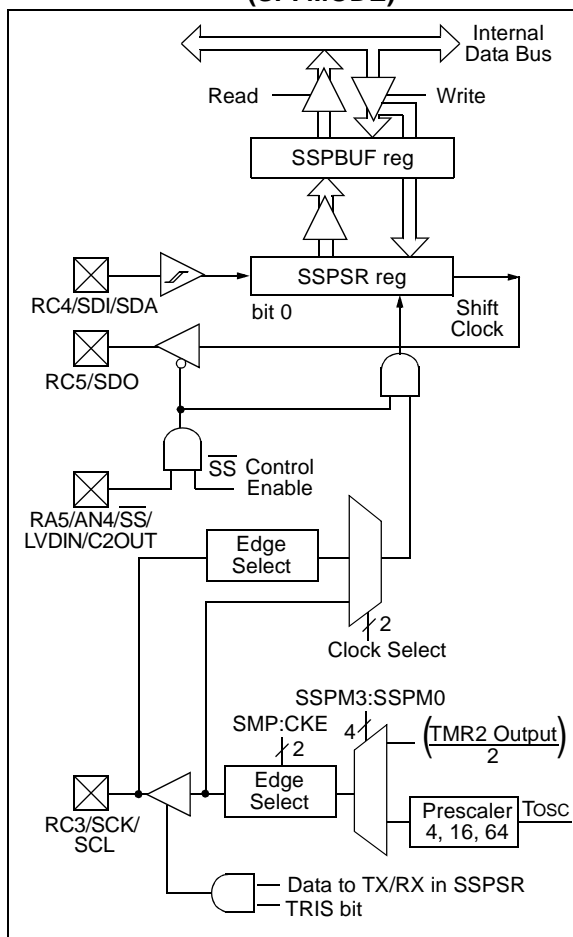 Internal
Data Bus
Read
Write
SSPBUF reg
SSPSR reg
RC4/SDI/SDA
bit 0
Shift
Clock
RC5/SDO
SS Control
Enable
RA5/AN4/SS/
LVDIN/C2OUT
Edge
Select
2
Clock Select
SSPM3:SSPM0
SMP:CKE
4
(TMR2 Output)
2
2
Edge
Select
Prescaler
4, 16, 64
TOSC
RC3/SCK/
SCL
Data to TX/RX in SSPSR
TRIS bit